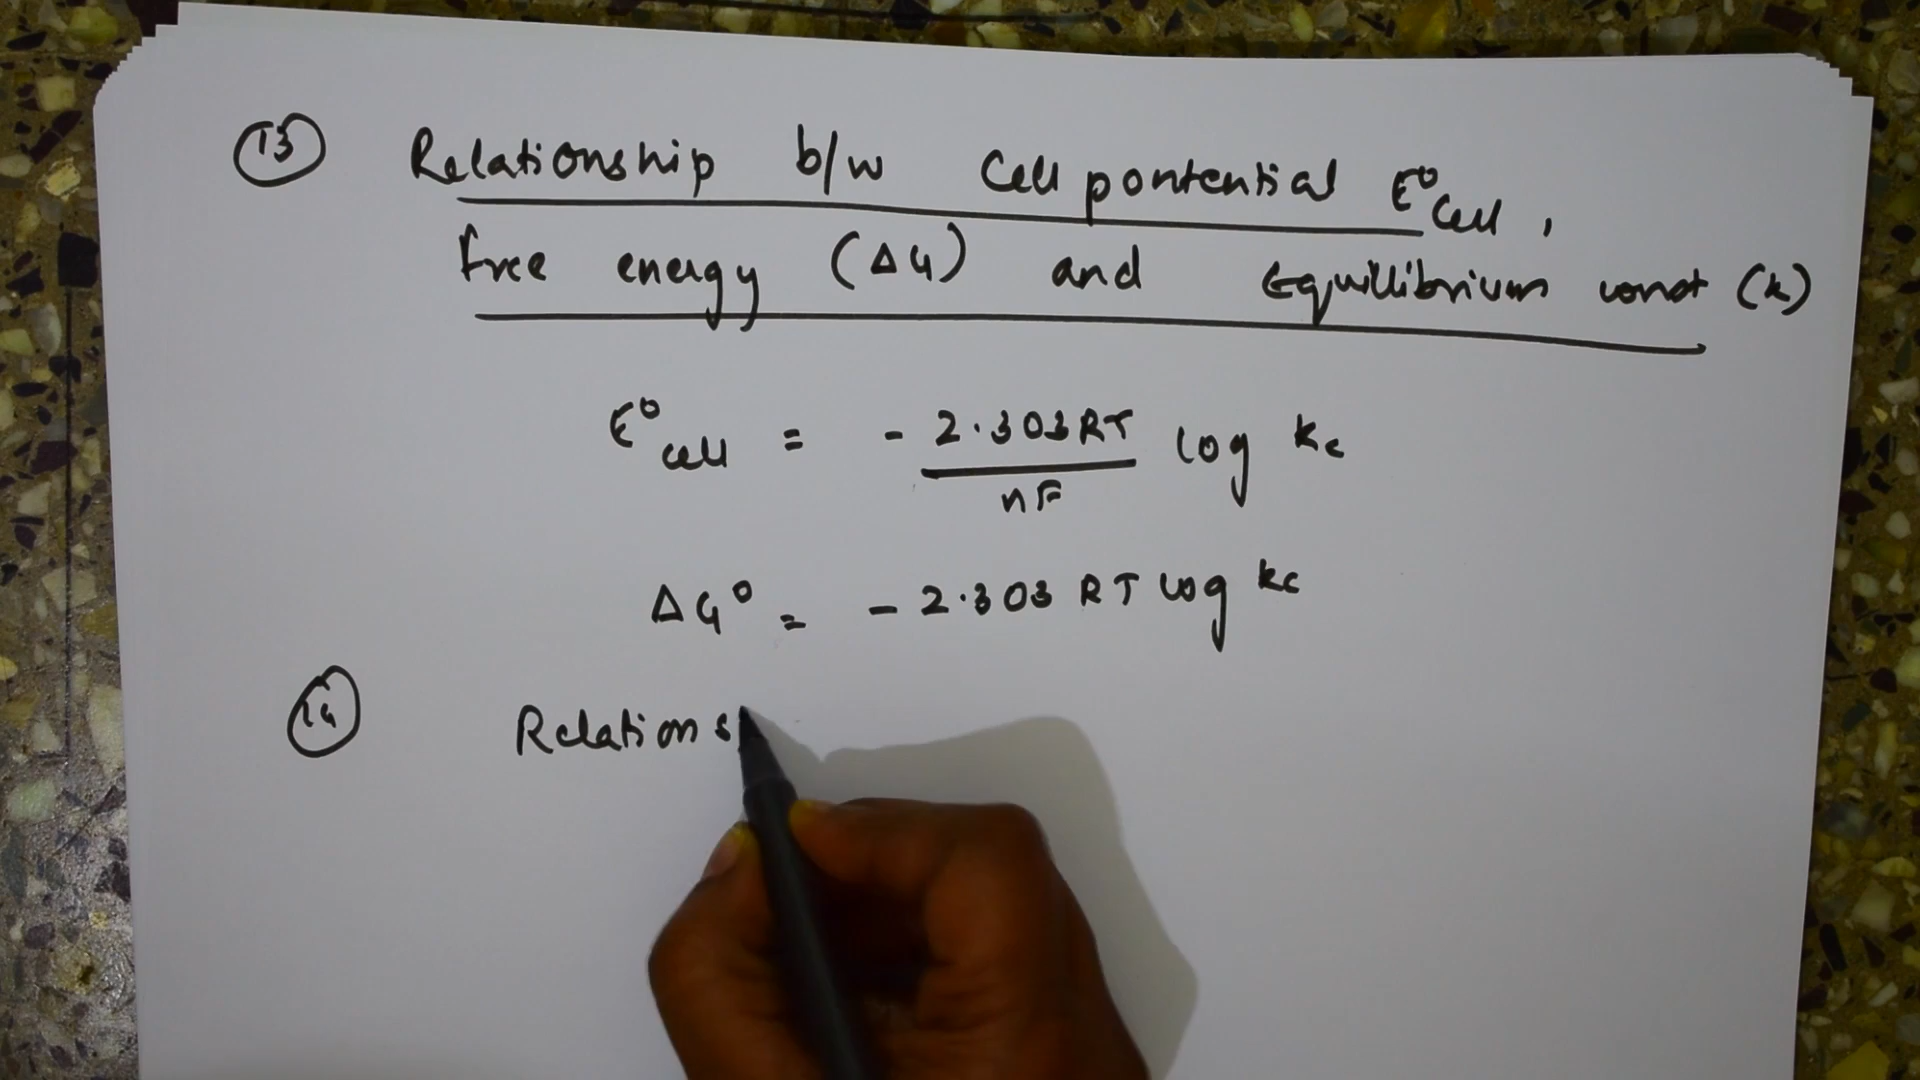 13 Relationship b/w Cell pontential E°cell,
free energy (ΔG) and Equillibrium const (k)
E°cell = - 2.303RT / nF log kc
ΔG° = - 2.303 RT log kc
14 Relations